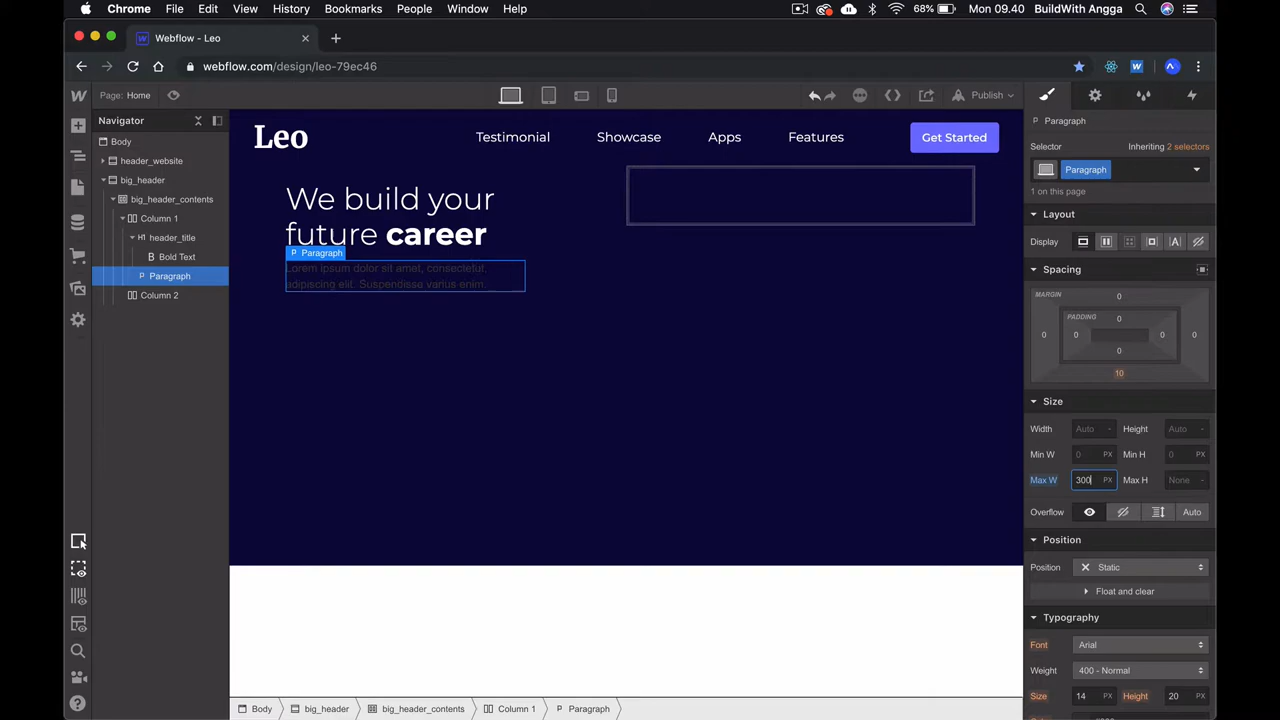 Chrome File Edit View History Bookmarks People Window Help 68% Mon 09.40 BuildWith Angga
Webflow - Leo
webflow.com/design/leo-79ec46
Page: Home
Publish
Navigator
Body
header_website
big_header
big_header_contents
Column 1
H1 header_title
B Bold Text
P Paragraph
Column 2
Leo Testimonial Showcase Apps Features Get Started
We build your
future career
P Paragraph
Lorem ipsum dolor sit amet, consectetur
adipiscing elit. Suspendisse varius enim.
P Paragraph
Selector Inheriting 2 selectors
Paragraph
1 on this page
Layout
Display
Spacing
MARGIN 0
PADDING 0
0 0 0 0
0
10
Size
Width Auto - Height Auto -
Min W 0 PX Min H 0 PX
Max W 300 PX Max H None -
Overflow Auto
Position
Position Static
Float and clear
Typography
Font Arial
Weight 400 - Normal
Size 14 PX Height 20 PX
Body big_header big_header_contents Column 1 P Paragraph